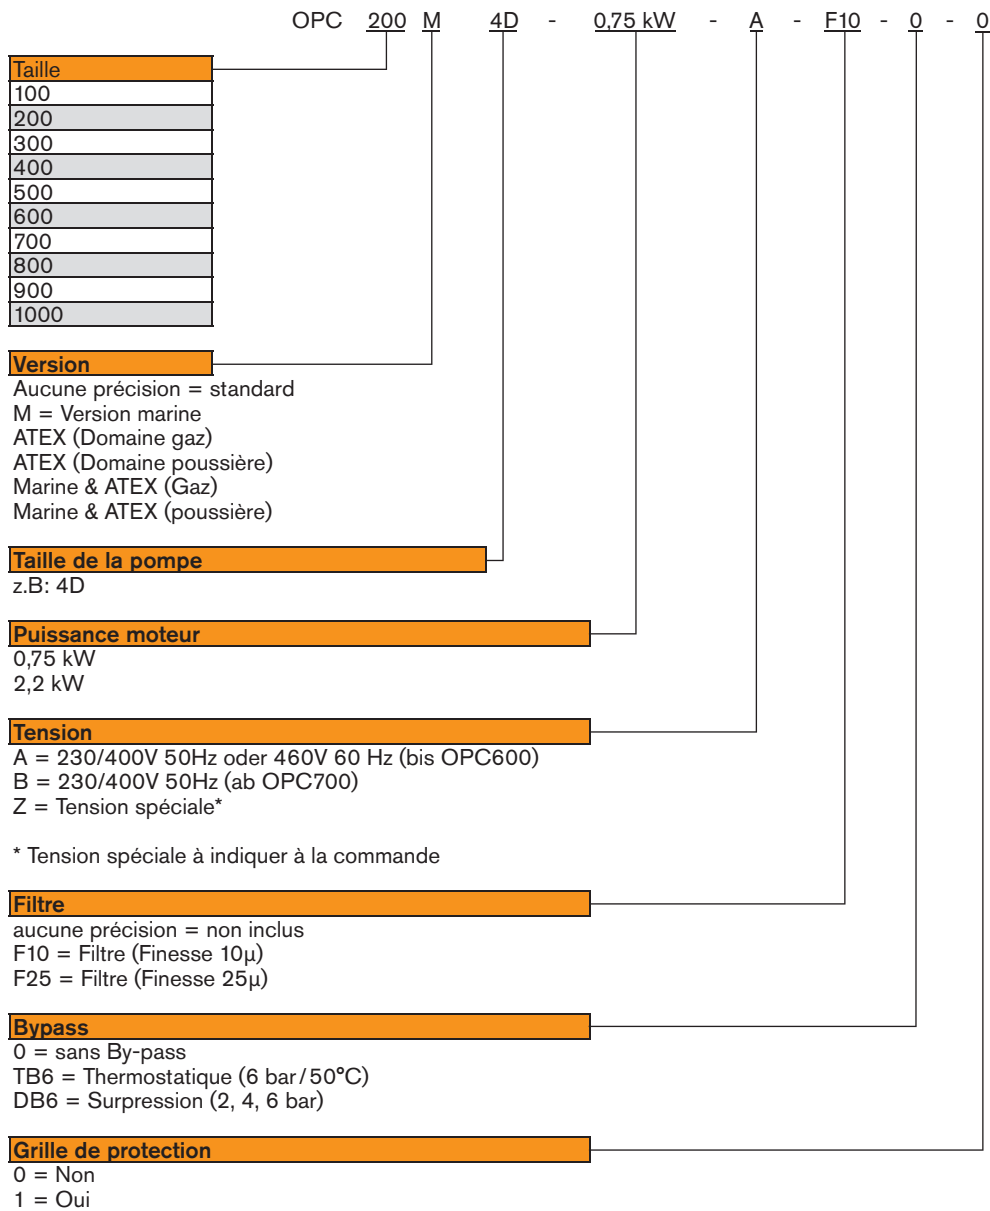 OPC 200 M 4D - 0,75 kW - A - F10 - 0 - 0
Taille
100
200
300
400
500
600
700
800
900
1000
Version
Aucune précision = standard
M = Version marine
ATEX (Domaine gaz)
ATEX (Domaine poussière)
Marine & ATEX (Gaz)
Marine & ATEX (poussière)
Taille de la pompe
z.B: 4D
Puissance moteur
0,75 kW
2,2 kW
Tension
A = 230/400V 50Hz oder 460V 60 Hz (bis OPC600)
B = 230/400V 50Hz (ab OPC700)
Z = Tension spéciale*
* Tension spéciale à indiquer à la commande
Filtre
aucune précision = non inclus
F10 = Filtre (Finesse 10µ)
F25 = Filtre (Finesse 25µ)
Bypass
0 = sans By-pass
TB6 = Thermostatique (6 bar/50°C)
DB6 = Surpression (2, 4, 6 bar)
Grille de protection
0 = Non
1 = Oui